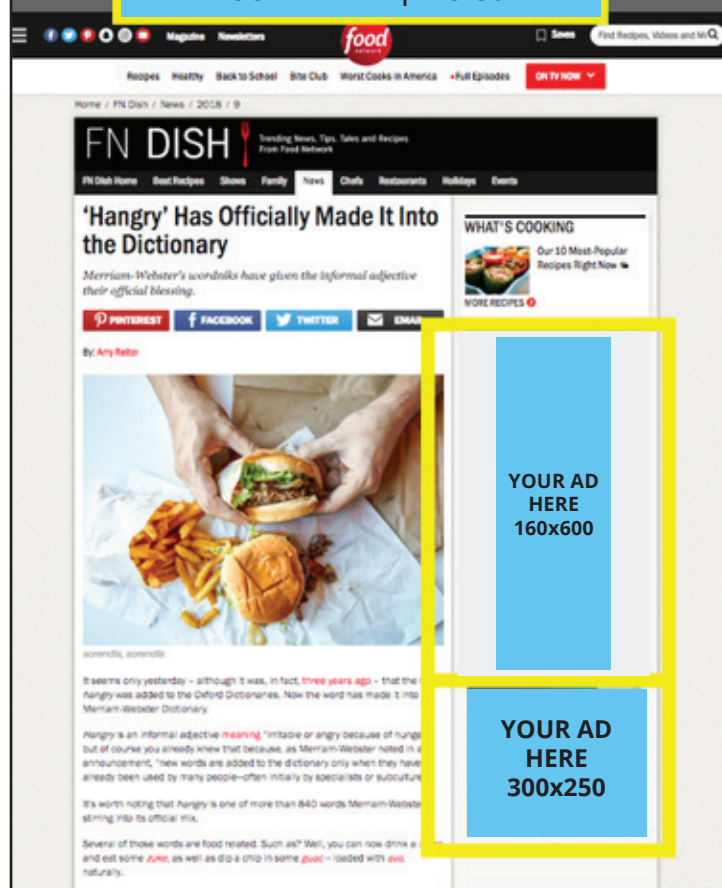 Magazine Newsletters food network Saves Find Recipes, Videos and M
Recipes Healthy Back to School Bite Club Worst Cooks in America •Full Episodes ON TV NOW
Home / FN Dish / News / 2018 / 9
FN DISH
Trending News, Tips, Tales and Recipes
From Food Network
FN Dish Home Best Recipes Shows Family News Chefs Restaurants Holidays Events
'Hangry' Has Officially Made It Into
the Dictionary
Merriam-Webster's wordniks have given the informal adjective
their official blessing.
PINTEREST FACEBOOK TWITTER EMAI
By: Amy Reiter
sorendls, sorendls
It seems only yesterday – although it was, in fact, three years ago – that the
hangry was added to the Oxford Dictionaries. Now the word has made it into
Merriam-Webster Dictionary.
Hangry is an informal adjective meaning "irritable or angry because of hunge
but of course you already knew that because, as Merriam-Webster noted in a
announcement, "new words are added to the dictionary only when they have
already been used by many people—often initially by specialists or subculture
It's worth noting that hangry is one of more than 840 words Merriam-Webste
stirring into its official mix.
Several of those words are food related. Such as? Well, you can now drink a
and eat some zuke, as well as dip a chip in some guac – loaded with avo,
naturally.
WHAT'S COOKING
Our 10 Most-Popular
Recipes Right Now
MORE RECIPES
YOUR AD
HERE
160x600
YOUR AD
HERE
300x250